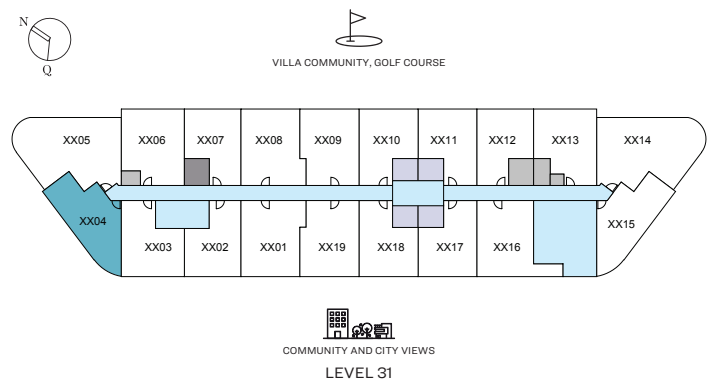 N
Q
VILLA COMMUNITY, GOLF COURSE
XX05 XX06 XX07 XX08 XX09 XX10 XX11 XX12 XX13 XX14
XX04 XX15
XX03 XX02 XX01 XX19 XX18 XX17 XX16
COMMUNITY AND CITY VIEWS
LEVEL 31